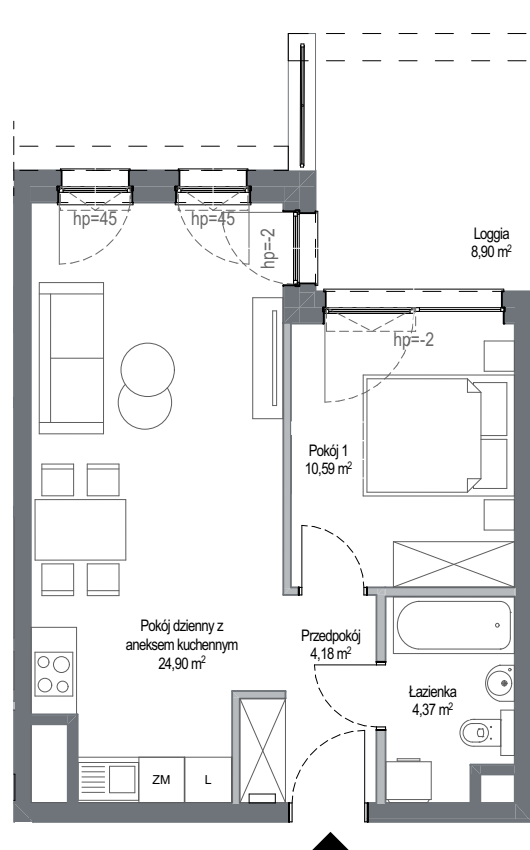 hp=45
hp=45
hp=-2
Loggia
8,90 m²
hp=-2
Pokój 1
10,59 m²
Pokój dzienny z
aneksem kuchennym
24,90 m²
Przedpokój
4,18 m²
Łazienka
4,37 m²
ZM
L